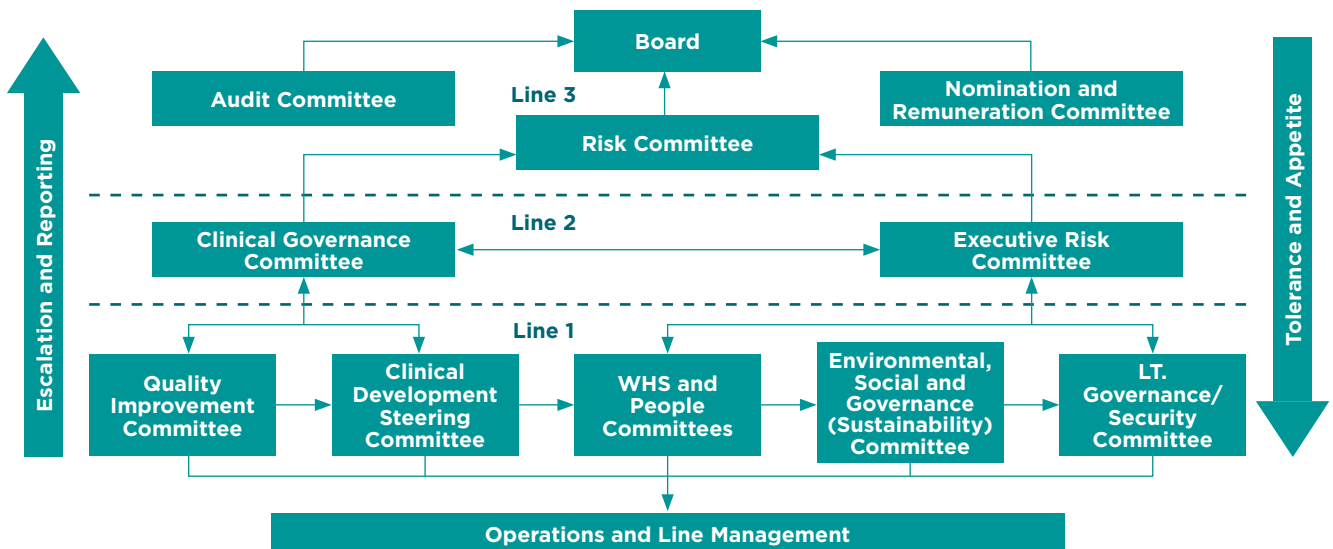 Board
Audit Committee
Nomination and
Remuneration Committee
Line 3
Risk Committee
Escalation and Reporting
Tolerance and Appetite
Line 2
Clinical Governance
Committee
Executive Risk
Committee
Line 1
Quality
Improvement
Committee
Clinical
Development
Steering
Committee
WHS and
People
Committees
Environmental,
Social and
Governance
(Sustainability)
Committee
LT.
Governance/
Security
Committee
Operations and Line Management